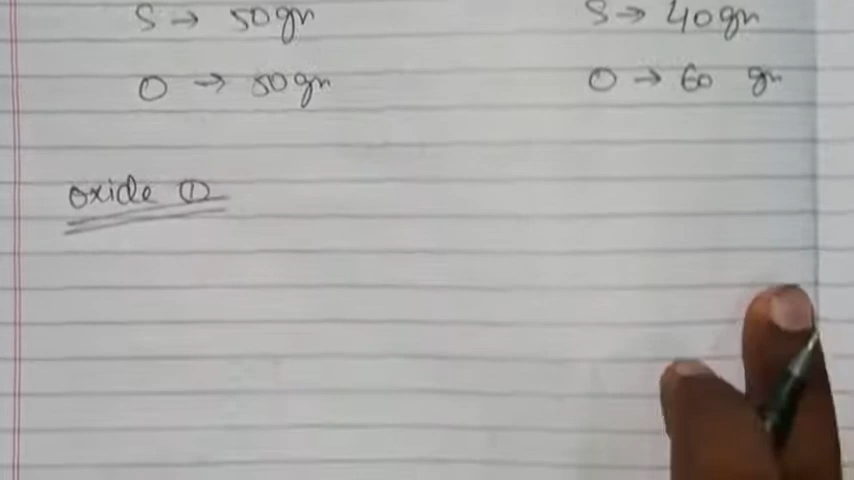 S → 50gm S → 40gm
O → 50gm O → 60 gm
oxide ①